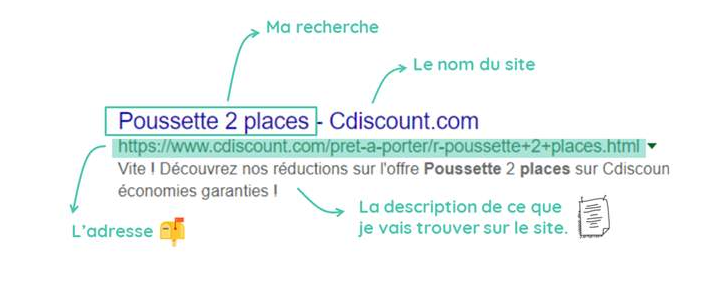 Ma recherche
Le nom du site
Poussette 2 places - Cdiscount.com
https://www.cdiscount.com/pret-a-porter/r-poussette+2+places.html
Vite ! Découvrez nos réductions sur l'offre Poussette 2 places sur Cdiscoun
économies garanties !
La description de ce que
je vais trouver sur le site.
L'adresse